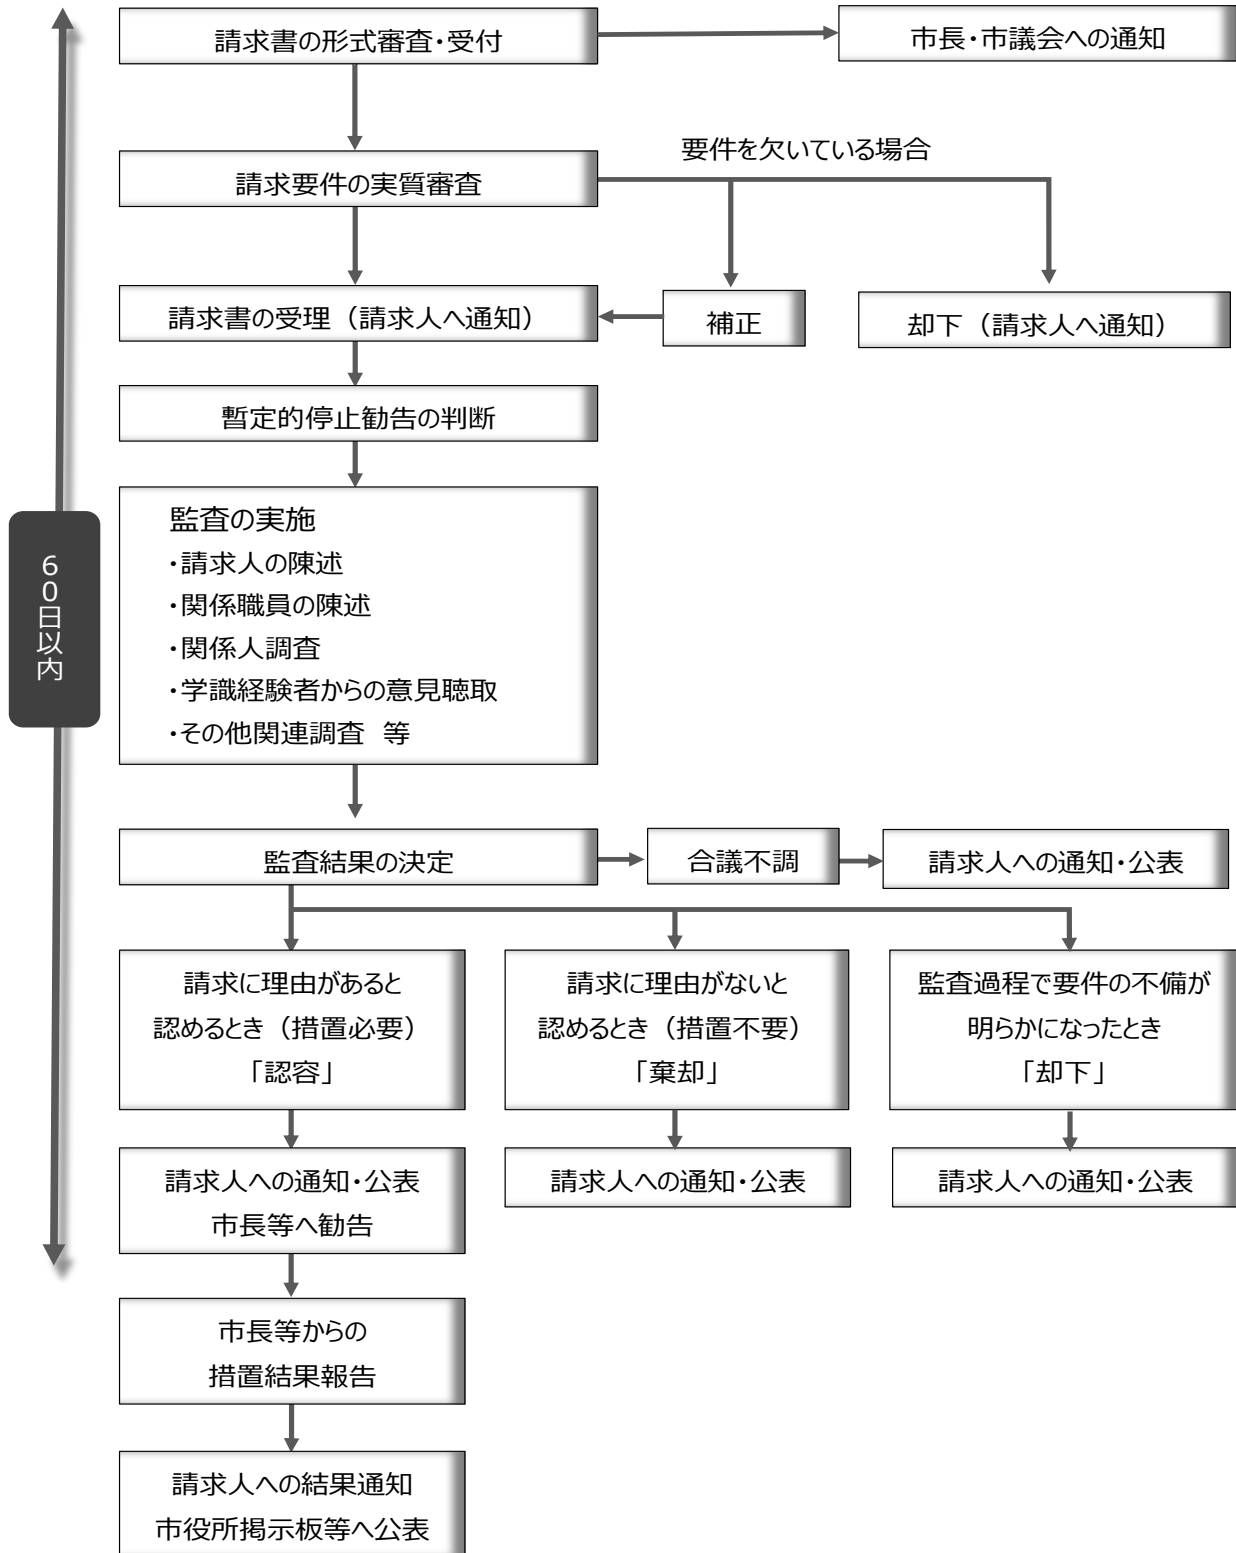 請求書の形式審査・受付
市長・市議会への通知
要件を欠いている場合
請求要件の実質審査
請求書の受理（請求人へ通知）
補正
却下（請求人へ通知）
暫定的停止勧告の判断
監査の実施
・請求人の陳述
・関係職員の陳述
・関係人調査
・学識経験者からの意見聴取
・その他関連調査　等
60日以内
監査結果の決定
合議不調
請求人への通知・公表
請求に理由があると
認めるとき（措置必要）
「認容」
請求に理由がないと
認めるとき（措置不要）
「棄却」
監査過程で要件の不備が
明らかになったとき
「却下」
請求人への通知・公表
市長等へ勧告
請求人への通知・公表
請求人への通知・公表
市長等からの
措置結果報告
請求人への結果通知
市役所掲示板等へ公表